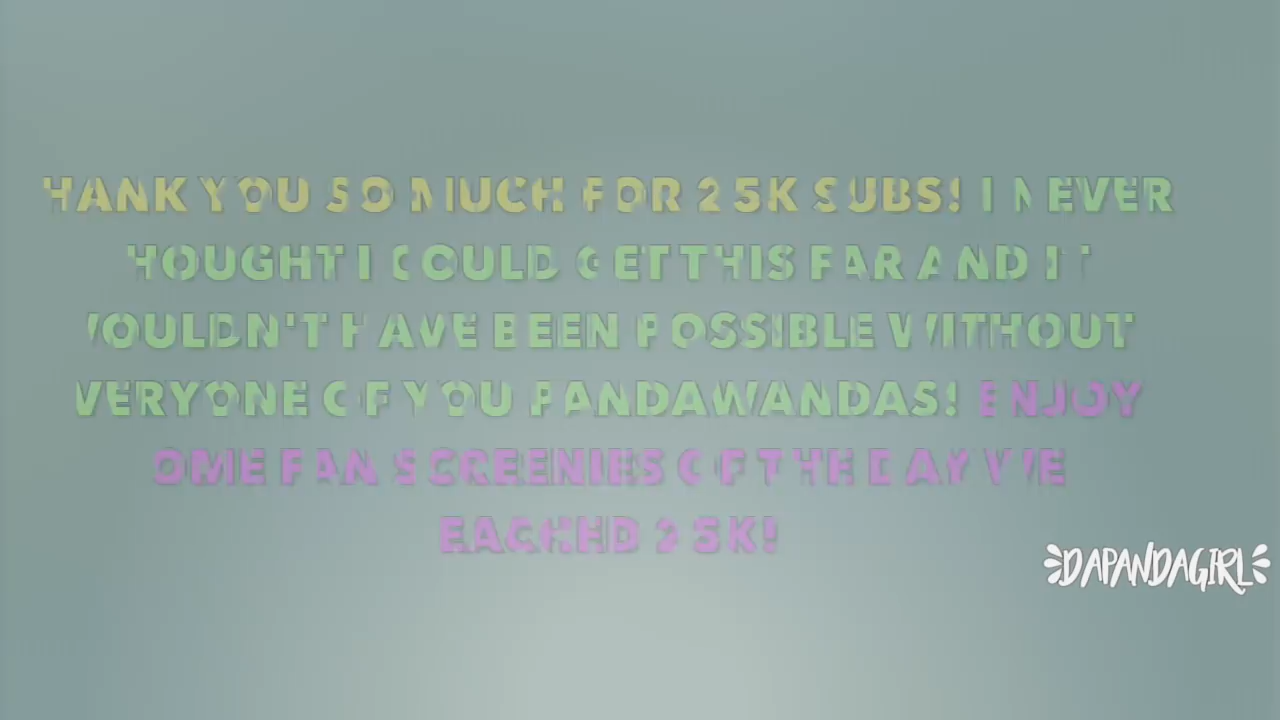 HANK YOU SO MUCH FOR 25K SUBS! I NEVER
HOUGHT I COULD GET THIS FAR AND IT
OULDN'T HAVE BEEN POSSIBLE WITHOUT
VERYONE OF YOU PANDAWANDAS! ENJOY
OME FAN SCREENIES OF THE DAY WE
EACHED 25K!
DAPANDAGIRL